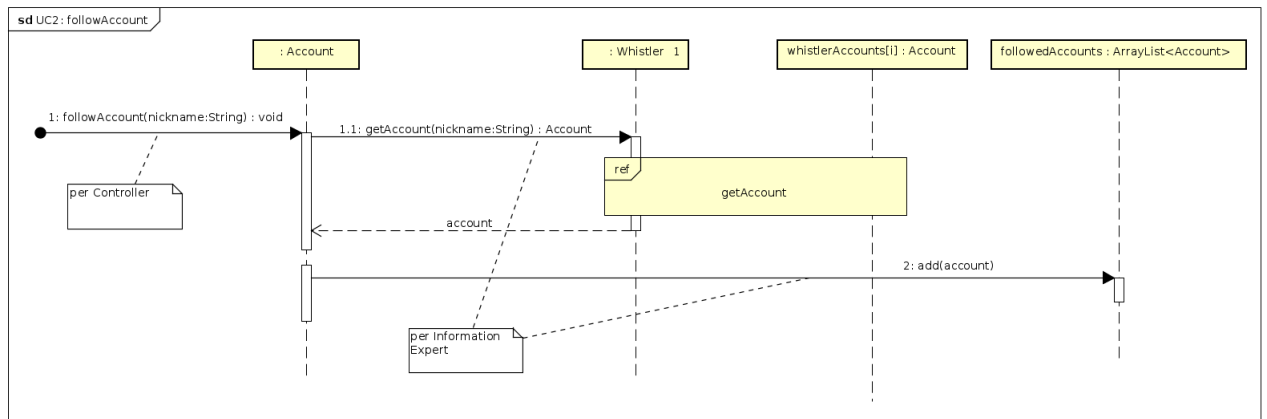 sd UC2: followAccount
: Account
: Whistler 1
whistlerAccounts[i] : Account
followedAccounts : ArrayList<Account>
1: followAccount(nickname:String) : void
1.1: getAccount(nickname:String) : Account
ref
per Controller
getAccount
account
2: add(account)
per Information
Expert